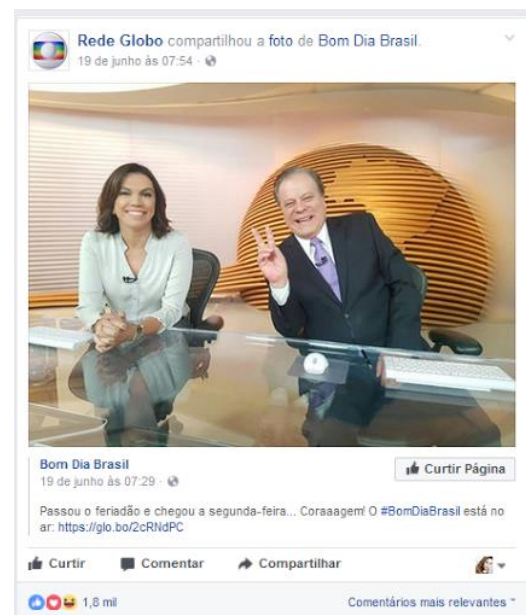 Rede Globo compartilhou a foto de Bom Dia Brasil.
19 de junho às 07:54 ·
Bom Dia Brasil
19 de junho às 07:29 ·
Curtir Página
Passou o feriadão e chegou a segunda-feira... Coraaagem! O #BomDiaBrasil está no
ar: https://glo.bo/2cRNdPC
Curtir Comentar Compartilhar
1,8 mil Comentários mais relevantes